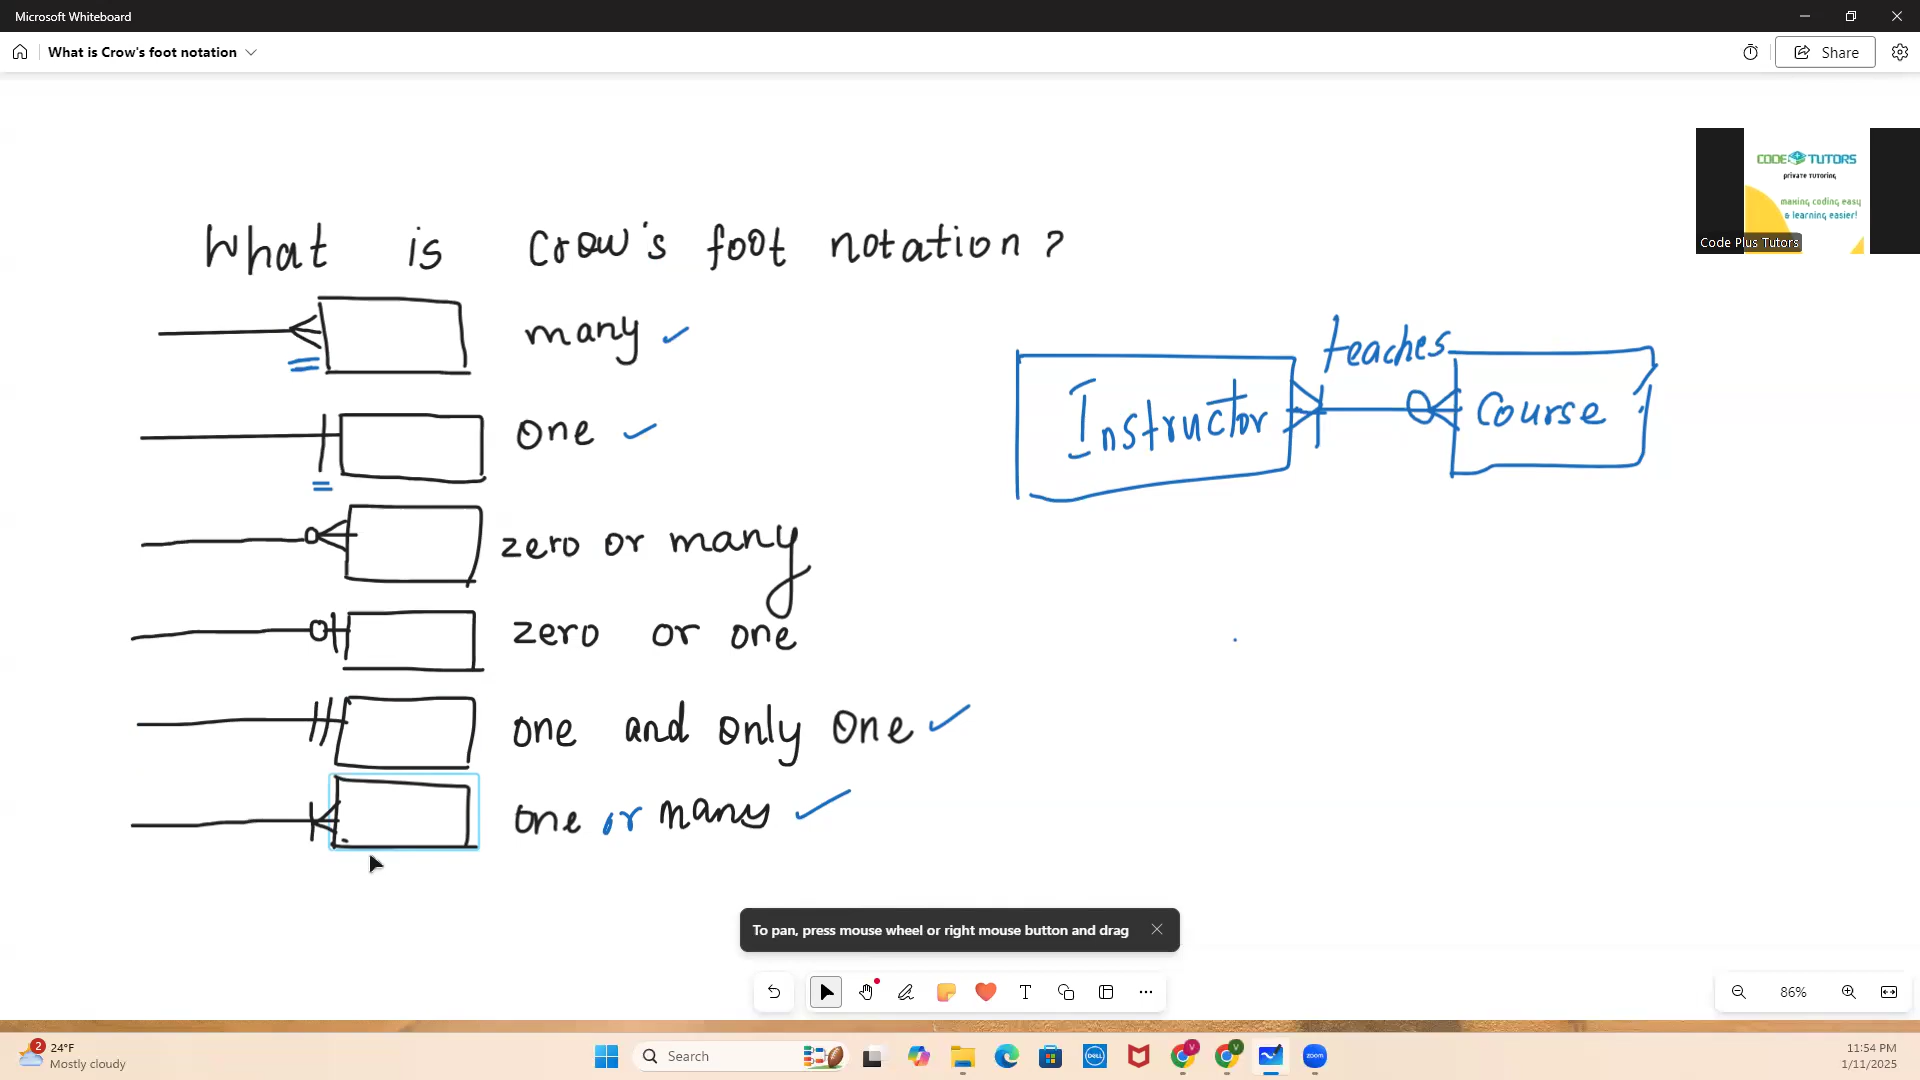 Microsoft Whiteboard
What is Crow's foot notation
Share
CODE TUTORS
private tutoring
making coding easy
& learning easier!
Code Plus Tutors
What is Crow's foot notation?
many
one
zero or many
zero or one
one and only one
one or many
teaches
Instructor
Course
To pan, press mouse wheel or right mouse button and drag
T
86%
2
24°F
Mostly cloudy
Search
DELL
V
V
zoom
11:54 PM
1/11/2025